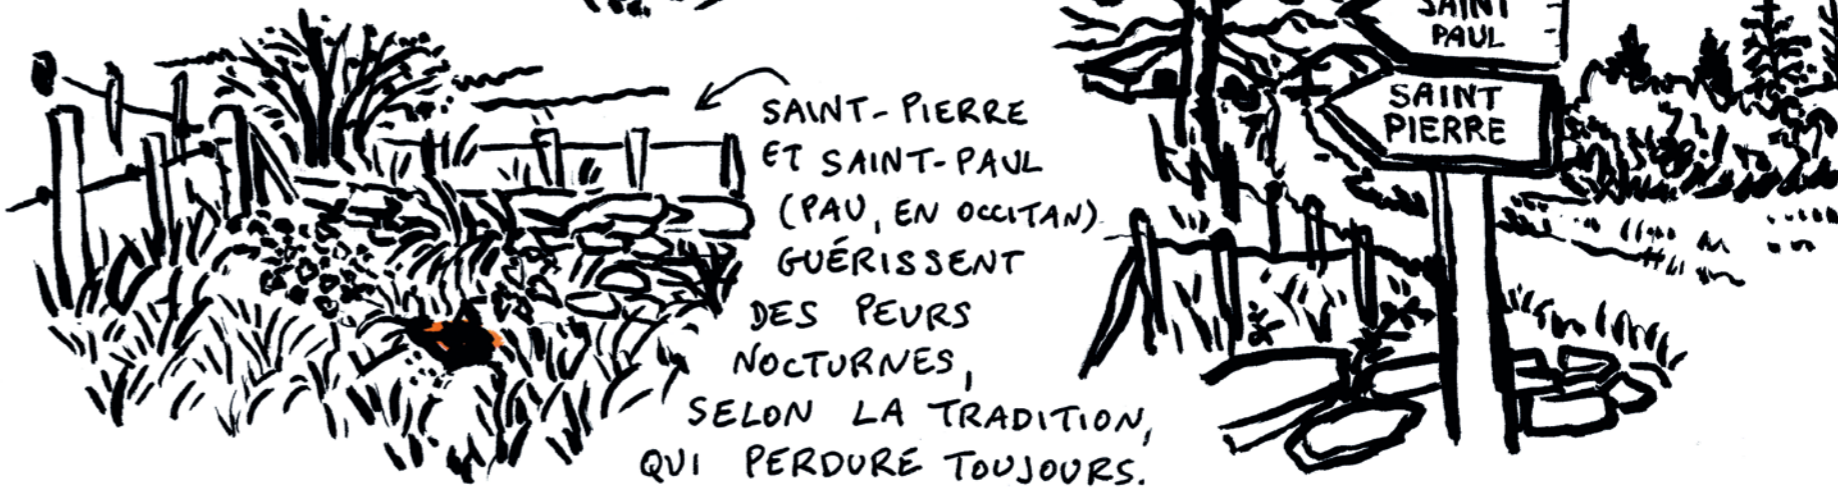 SAINT
PAUL
SAINT
PIERRE
SAINT-PIERRE
ET SAINT-PAUL
(PAU, EN OCCITAN)
GUÉRISSENT
DES PEURS
NOCTURNES,
SELON LA TRADITION,
QUI PERDURE TOUJOURS.